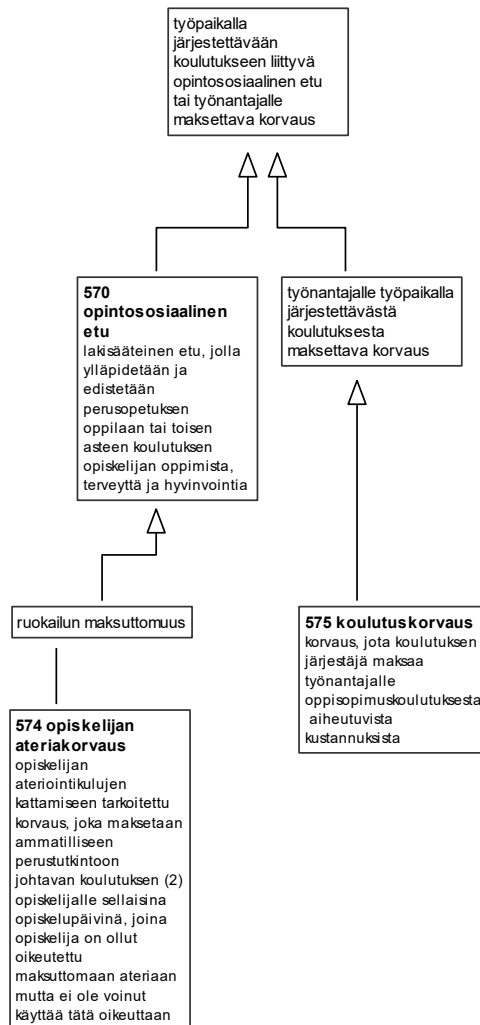 työpaikalla
järjestettävään
koulutukseen liittyvä
opintososiaalinen etu
tai työnantajalle
maksettava korvaus
570
opintososiaalinen
etu
lakisääteinen etu, jolla
ylläpidetään ja
edistetään
perusopetuksen
oppilaan tai toisen
asteen koulutuksen
opiskelijan oppimista,
terveyttä ja hyvinvointia
työnantajalle työpaikalla
järjestettävästä
koulutuksesta
maksettava korvaus
ruokailun maksuttomuus
575 koulutuskorvaus
korvaus, jota koulutuksen
järjestäjä maksaa
työnantajalle
oppisopimuskoulutuksesta
aiheutuvista
kustannuksista
574 opiskelijan
ateriakorvaus
opiskelijan
ateriointikulujen
kattamiseen tarkoitettu
korvaus, joka maksetaan
ammatilliseen
perustutkintoon
johtavan koulutuksen (2)
opiskelijalle sellaisina
opiskelupäivinä, joina
opiskelija on ollut
oikeutettu
maksuttomaan ateriaan
mutta ei ole voinut
käyttää tätä oikeuttaan